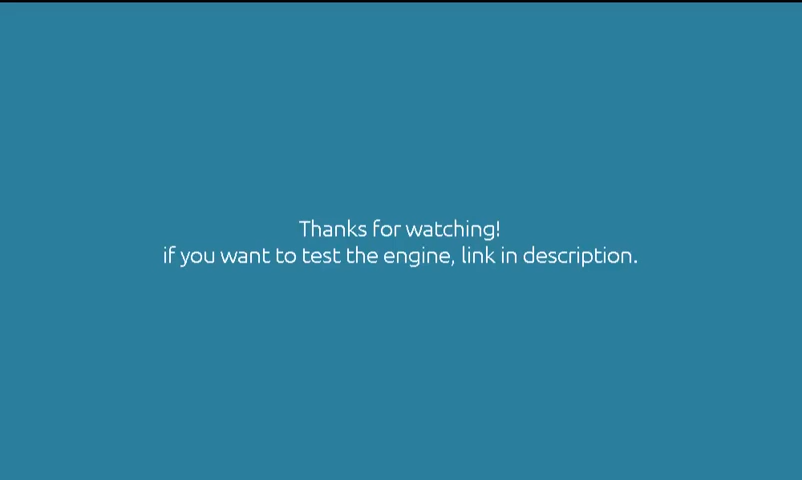 Thanks for watching!
if you want to test the engine, link in description.